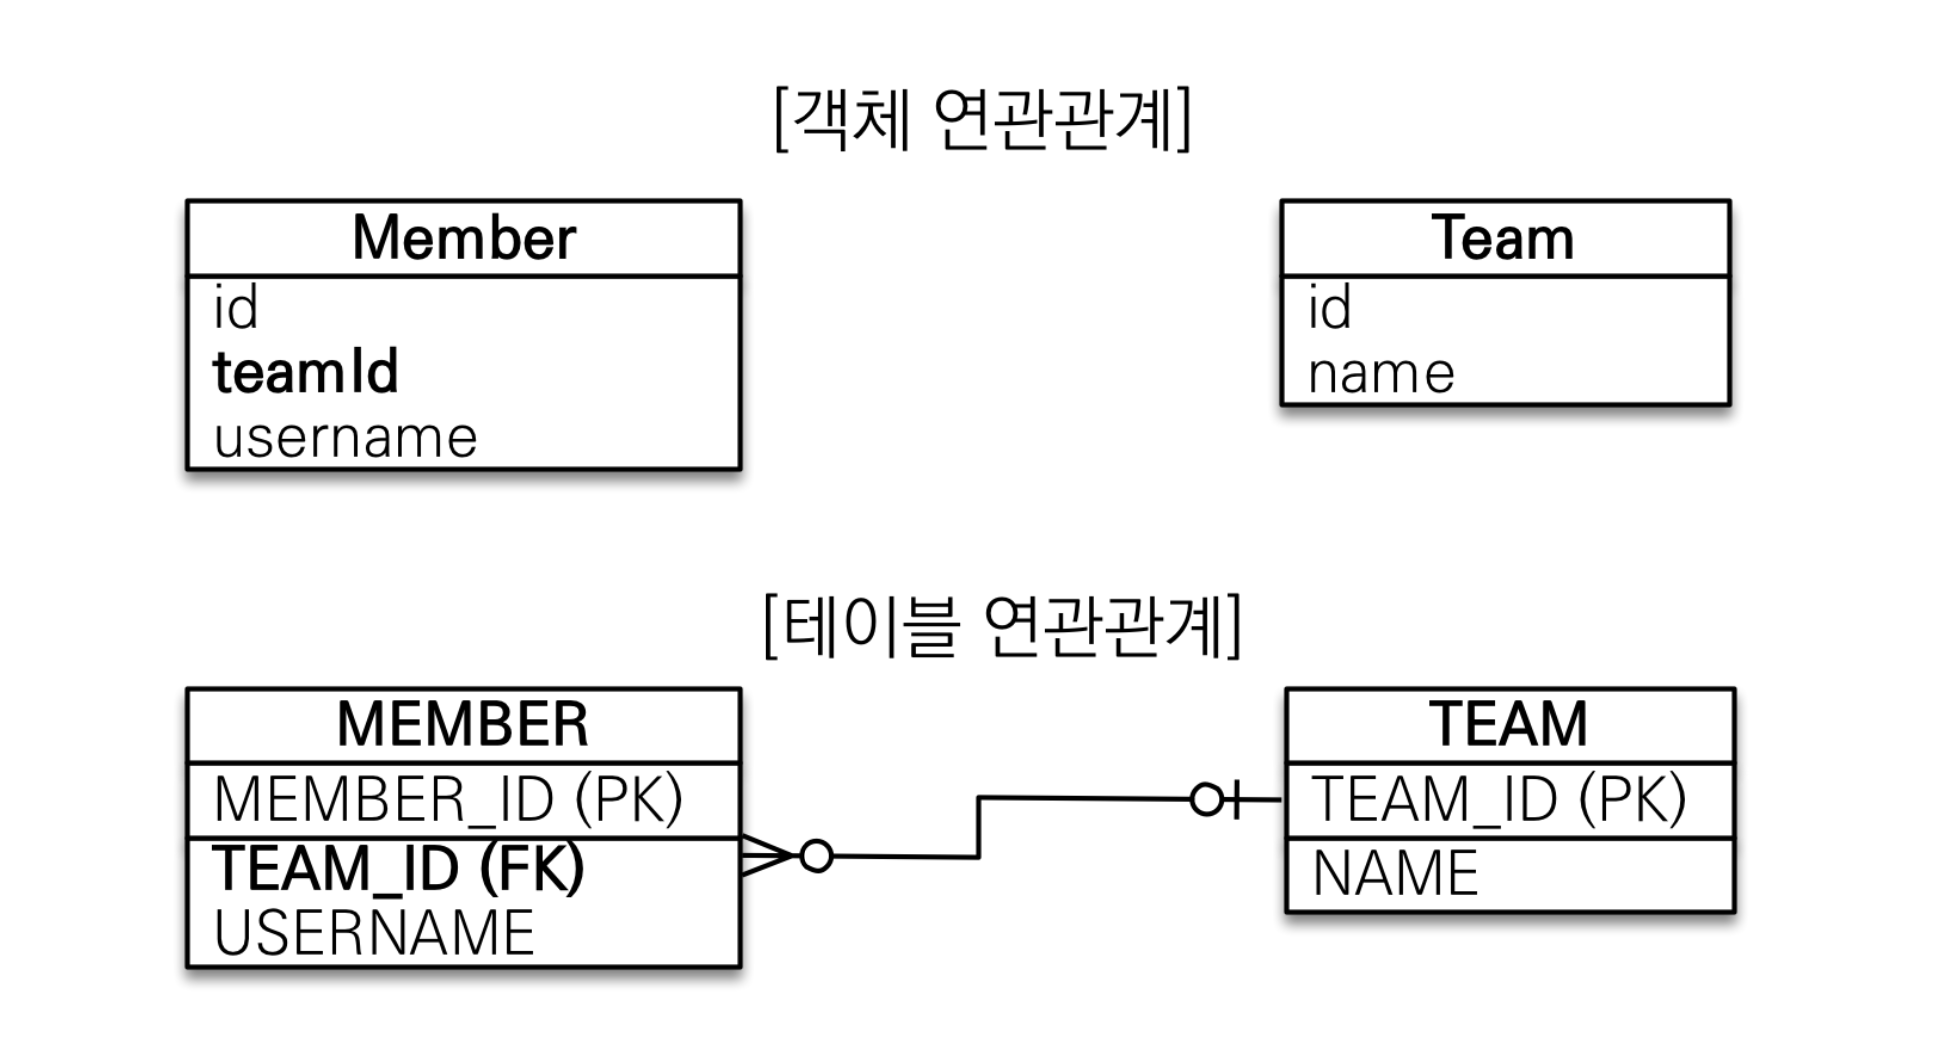 [객체 연관관계]
Member
id
teamId
username
Team
id
name
[테이블 연관관계]
MEMBER
MEMBER_ID (PK)
TEAM_ID (FK)
USERNAME
TEAM
TEAM_ID (PK)
NAME